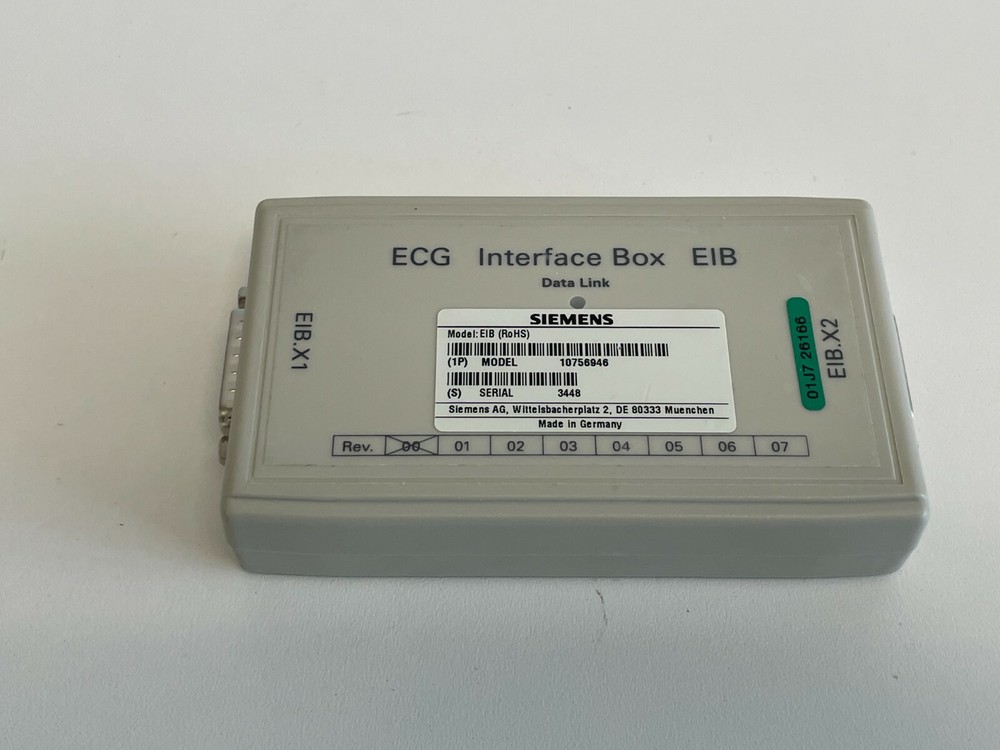 ECG Interface Box EIB
Data Link
EIB.X1
SIEMENS
Model: EIB (RoHS)
(1P) MODEL 10756946
(S) SERIAL 3448
Siemens AG, Wittelsbacherplatz 2, DE 80333 Muenchen
Made in Germany
01J7 26166
EIB.X2
Rev. 00 01 02 03 04 05 06 07